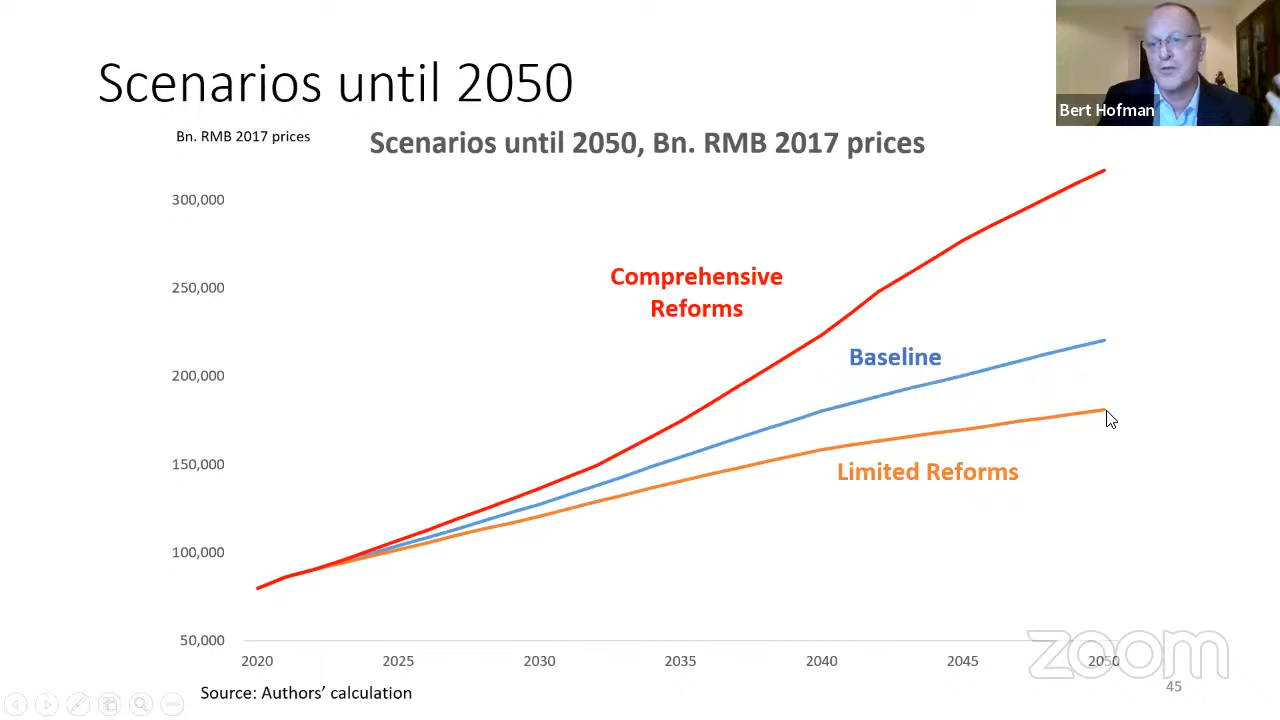 Scenarios until 2050
Bert Hofman
Bn. RMB 2017 prices
Scenarios until 2050, Bn. RMB 2017 prices
300,000
250,000
200,000
150,000
100,000
50,000
Comprehensive
Reforms
Baseline
Limited Reforms
2020 2025 2030 2035 2040 2045 2050
zoom
Source: Authors’ calculation
45